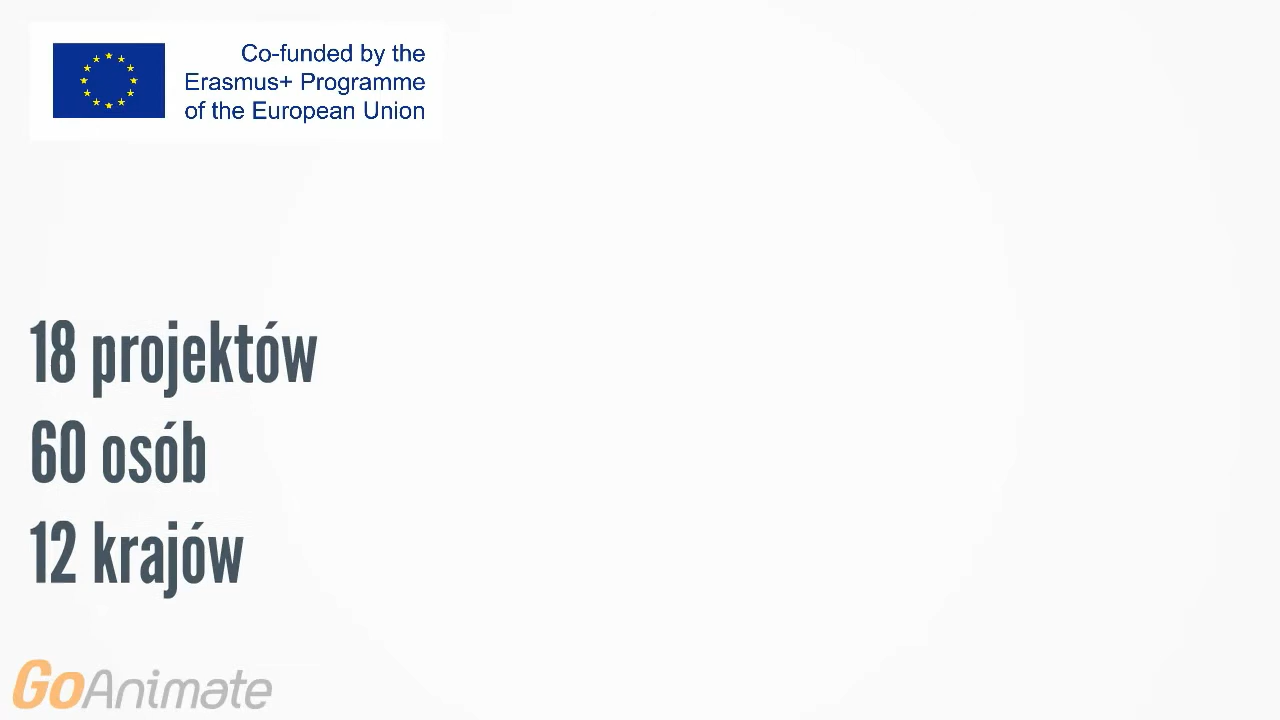 Co-funded by the
Erasmus+ Programme
of the European Union
18 projektów
60 osób
12 krajów
GoAnimate